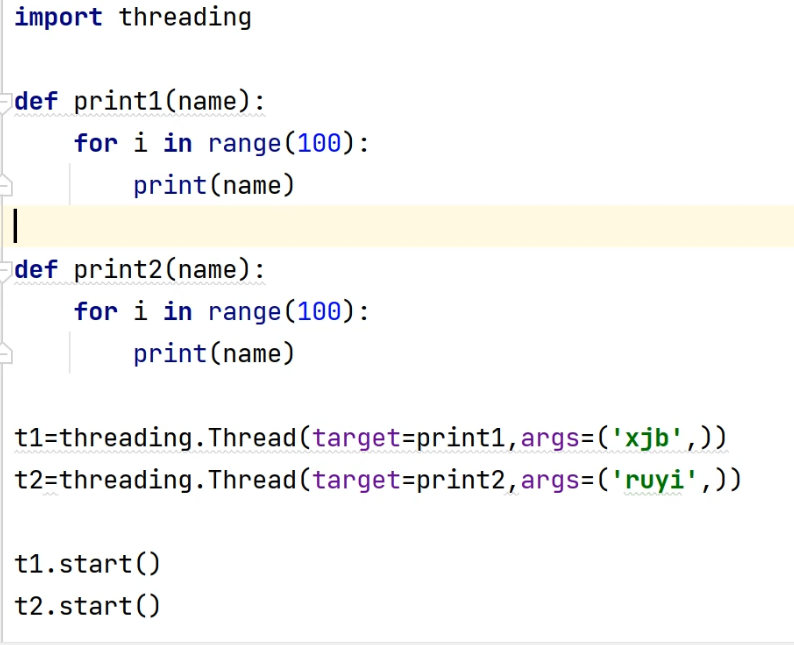 import threading
def print1(name):
    for i in range(100):
        print(name)
def print2(name):
    for i in range(100):
        print(name)
t1=threading.Thread(target=print1,args=('xjb',))
t2=threading.Thread(target=print2,args=('ruyi',))
t1.start()
t2.start()